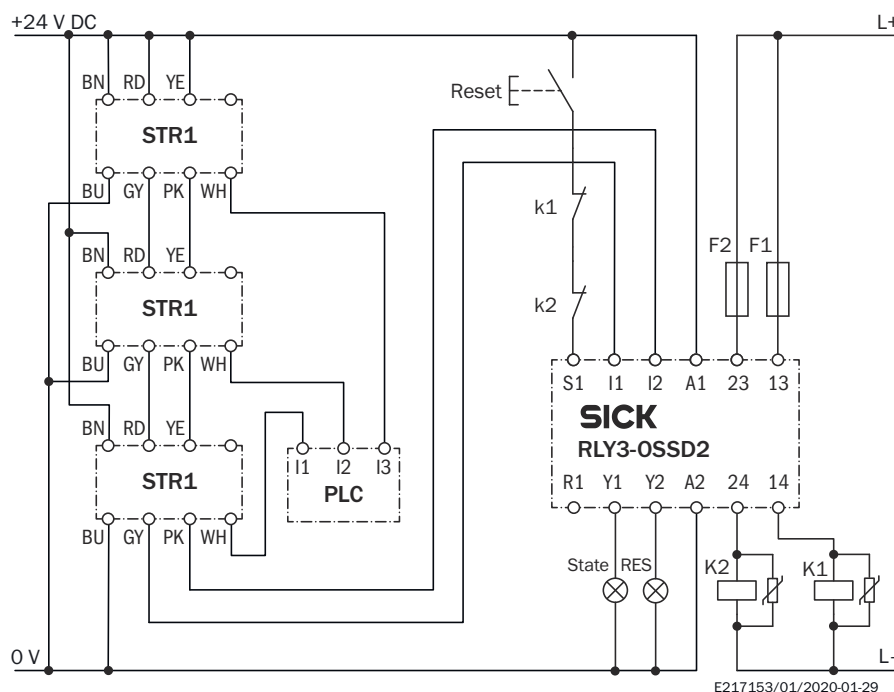 +24 V DC
L+
BN RD YE
STR1
BU GY PK WH
Reset
k1
BN RD YE
STR1
BU GY PK WH
k2
F2 F1
BN RD YE
STR1
BU GY PK WH
I1 I2 I3
PLC
S1 I1 I2 A1 23 13
SICK
RLY3-OSSD2
R1 Y1 Y2 A2 24 14
State RES
K2 K1
0 V
L-
E217153/01/2020-01-29